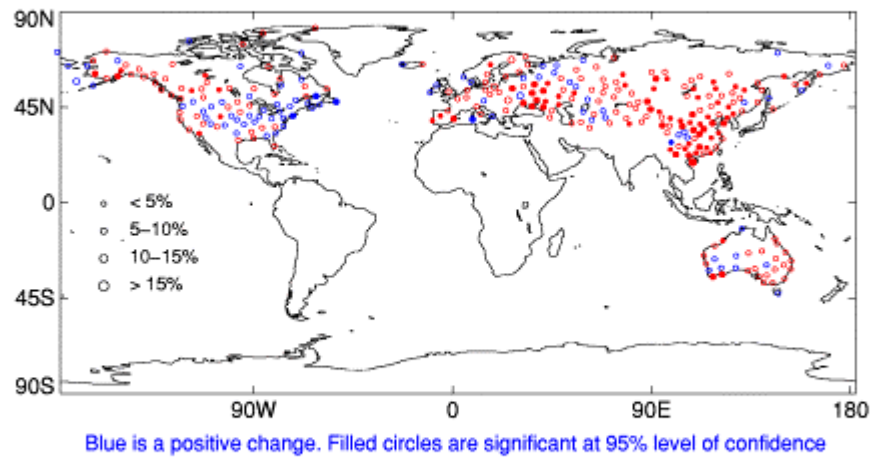 90N
45N
0
45S
90S
< 5%
5–10%
10–15%
> 15%
90W 0 90E 180
Blue is a positive change. Filled circles are significant at 95% level of confidence